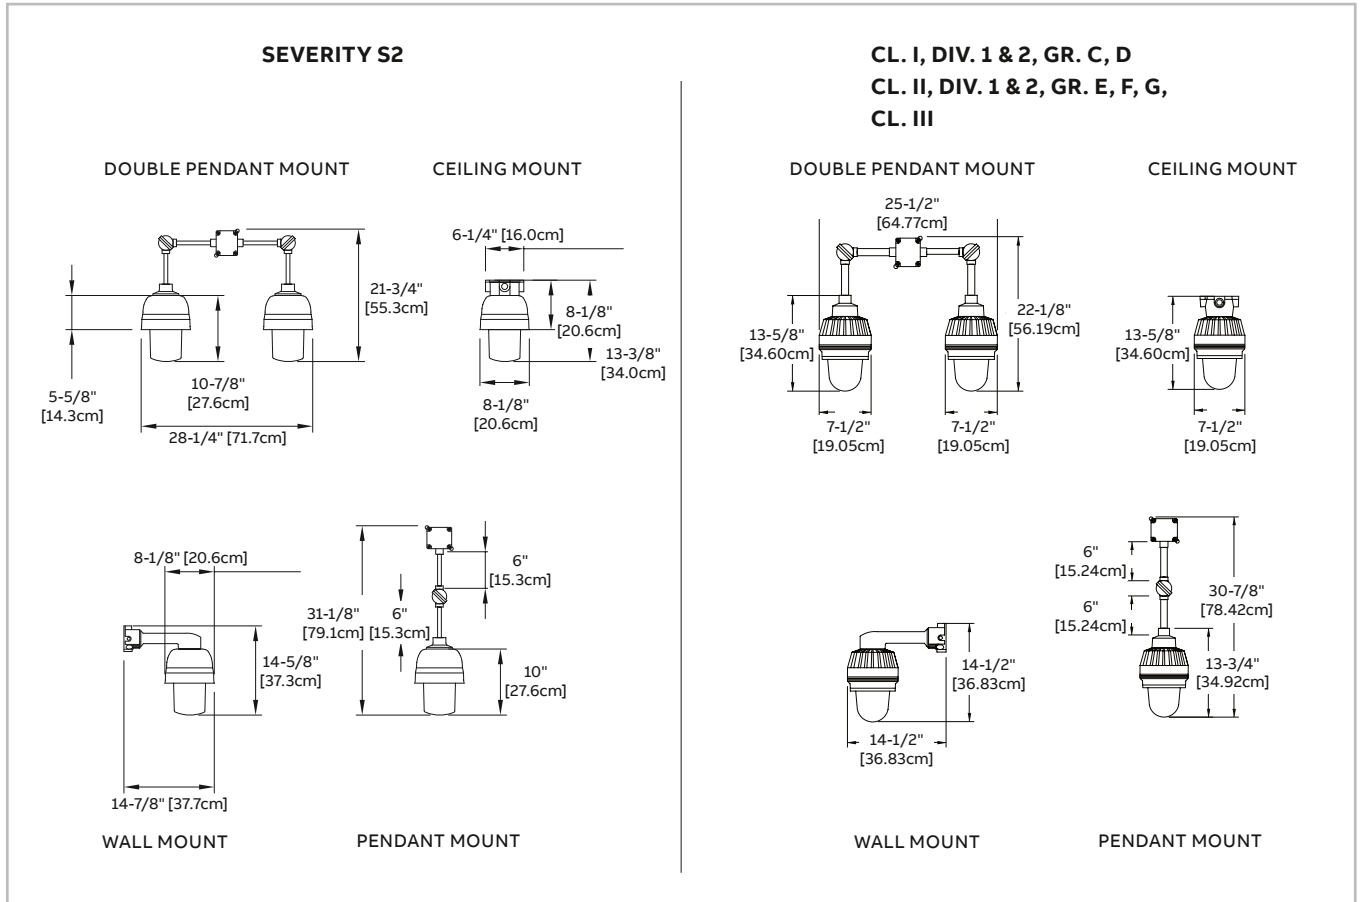 SEVERITY S2
DOUBLE PENDANT MOUNT
5-5/8"
[14.3cm]
10-7/8"
[27.6cm]
28-1/4" [71.7cm]
21-3/4"
[55.3cm]
CEILING MOUNT
6-1/4" [16.0cm]
8-1/8"
[20.6cm]
13-3/8"
[34.0cm]
8-1/8"
[20.6cm]
8-1/8" [20.6cm]
14-5/8"
[37.3cm]
14-7/8" [37.7cm]
WALL MOUNT
6"
[15.3cm]
31-1/8"
[79.1cm]
6"
[15.3cm]
10"
[27.6cm]
PENDANT MOUNT
CL. I, DIV. 1 & 2, GR. C, D
CL. II, DIV. 1 & 2, GR. E, F, G,
CL. III
DOUBLE PENDANT MOUNT
25-1/2"
[64.77cm]
13-5/8"
[34.60cm]
22-1/8"
[56.19cm]
7-1/2"
[19.05cm]
7-1/2"
[19.05cm]
CEILING MOUNT
13-5/8"
[34.60cm]
7-1/2"
[19.05cm]
14-1/2"
[36.83cm]
14-1/2"
[36.83cm]
WALL MOUNT
6"
[15.24cm]
6"
[15.24cm]
30-7/8"
[78.42cm]
13-3/4"
[34.92cm]
PENDANT MOUNT